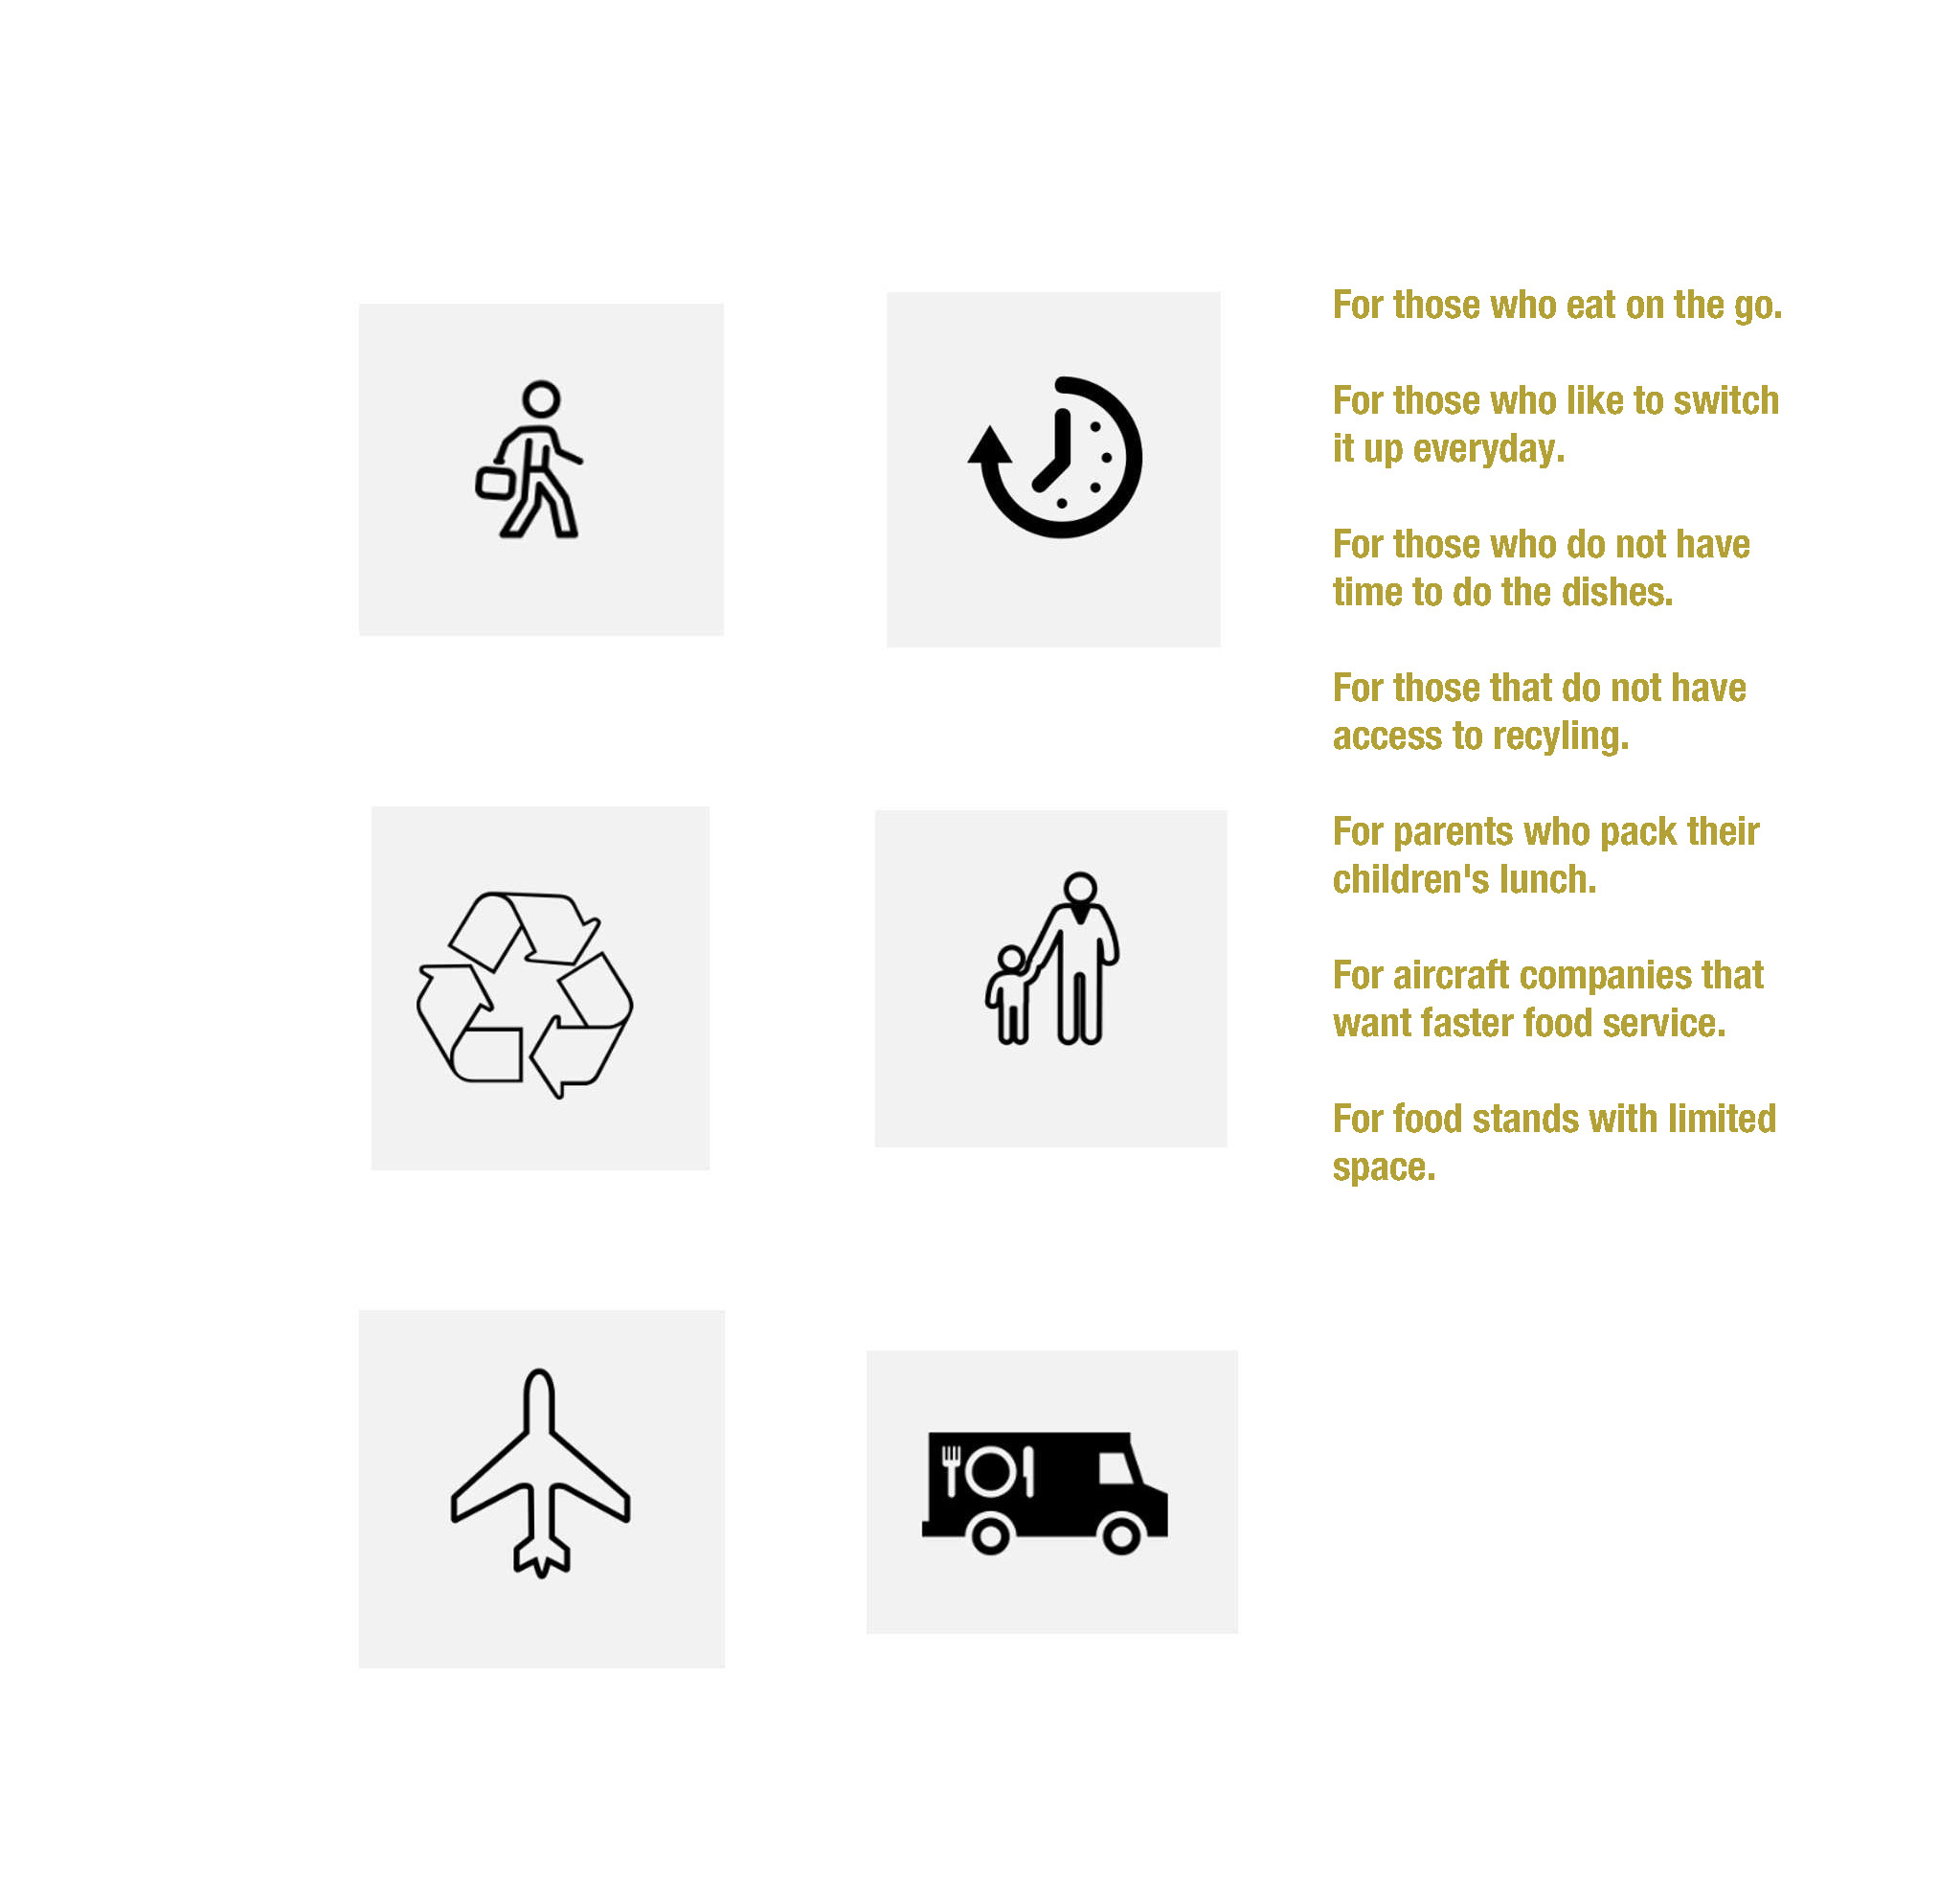 For those who eat on the go.
For those who like to switch
it up everyday.
For those who do not have
time to do the dishes.
For those that do not have
access to recyling.
For parents who pack their
children's lunch.
For aircraft companies that
want faster food service.
For food stands with limited
space.